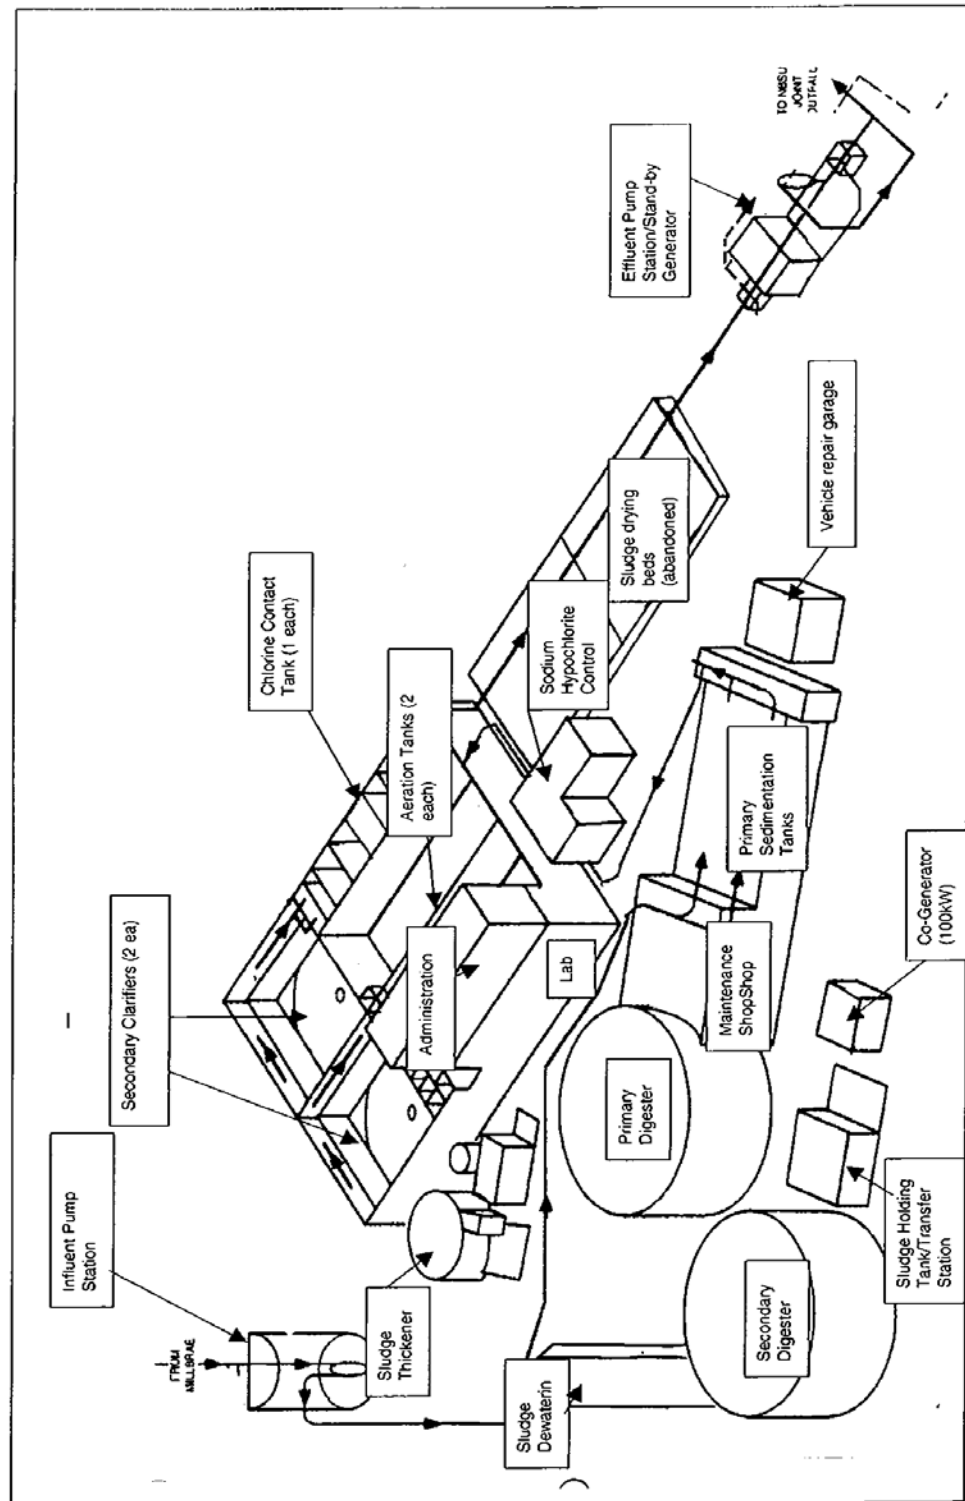 FROM
MILLBRAE
Influent Pump
Station
Secondary Clarifiers (2 ea)
Chlorine Contact
Tank (1 each)
Aeration Tanks (2
each)
Administration
Sludge
Thickener
Sludge
Dewaterin
Lab
Sodium
Hypochlorite
Control
Sludge drying
beds
(abandoned)
Effluent Pump
Station/Stand-by
Generator
TO NBSU
JOINT
OUTFALL
Vehicle repair garage
Primary
Sedimentation
Tanks
Maintenance
ShopShop
Primary
Digester
Secondary
Digester
Co-Generator
(100kW)
Sludge Holding
Tank/Transfer
Station